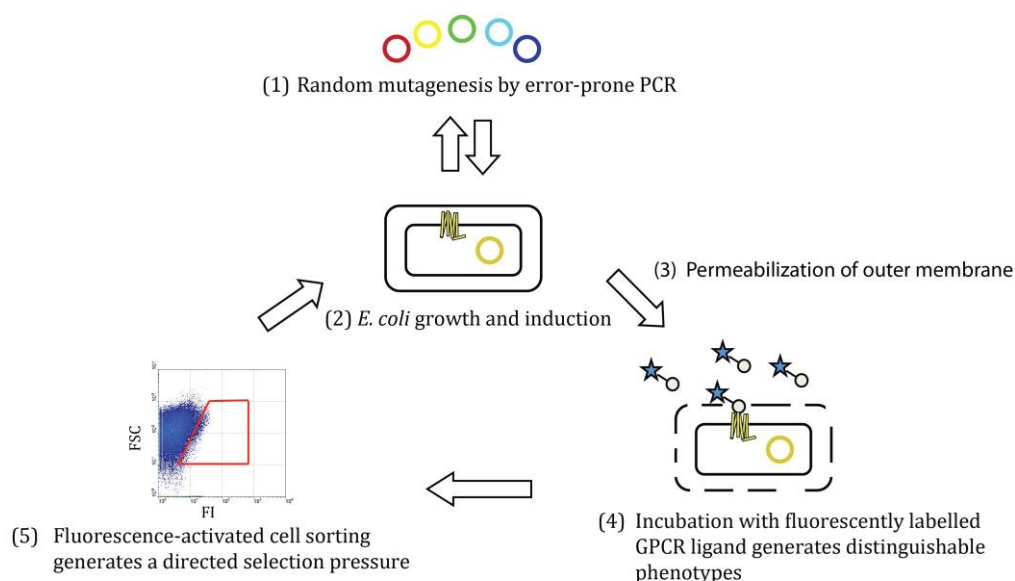 (1) Random mutagenesis by error-prone PCR
(2) E. coli growth and induction
(3) Permeabilization of outer membrane
(4) Incubation with fluorescently labelled
GPCR ligand generates distinguishable
phenotypes
FSC
FI
(5) Fluorescence-activated cell sorting
generates a directed selection pressure